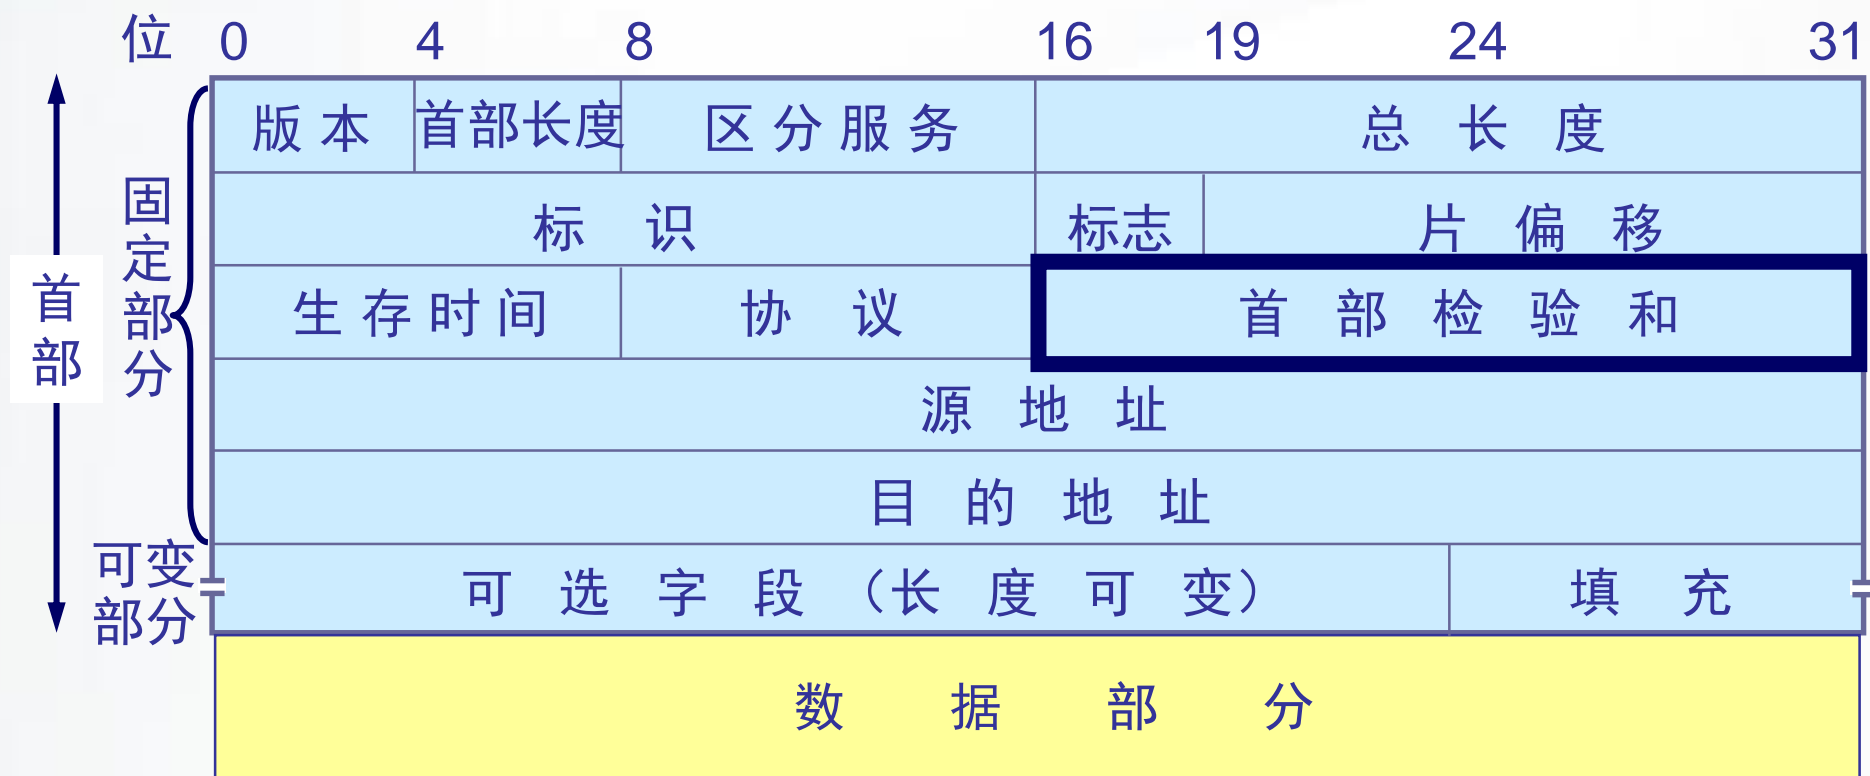 位 0 4 8 16 19 24 31
版本 首部长度 区分服务 总长度
标识 标志 片偏移
生存时间 协议 首部检验和
源地址
目的地址
可选字段（长度可变） 填充
数据部分
首部
固定部分
可变
部分